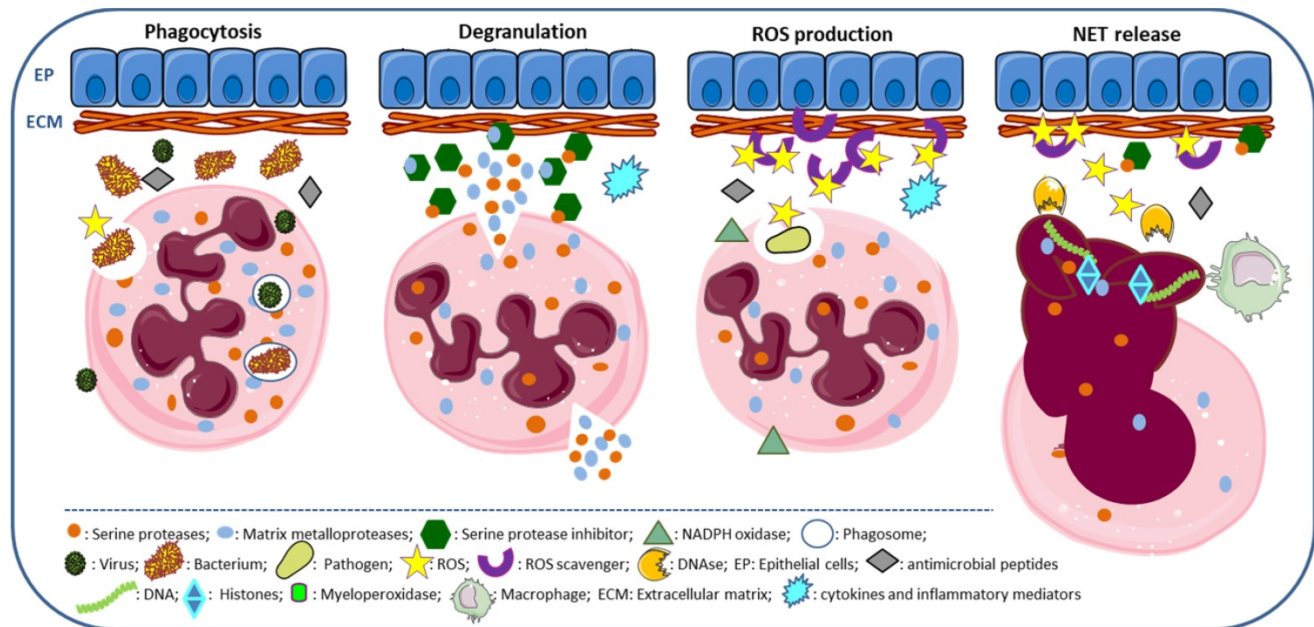 Phagocytosis Degranulation ROS production NET release
EP
ECM
: Serine proteases; : Matrix metalloproteases; : Serine protease inhibitor; : NADPH oxidase; : Phagosome;
: Virus; : Bacterium; : Pathogen; : ROS; : ROS scavenger; : DNAse; EP: Epithelial cells; : antimicrobial peptides
: DNA; : Histones; : Myeloperoxidase; : Macrophage; ECM: Extracellular matrix; : cytokines and inflammatory mediators